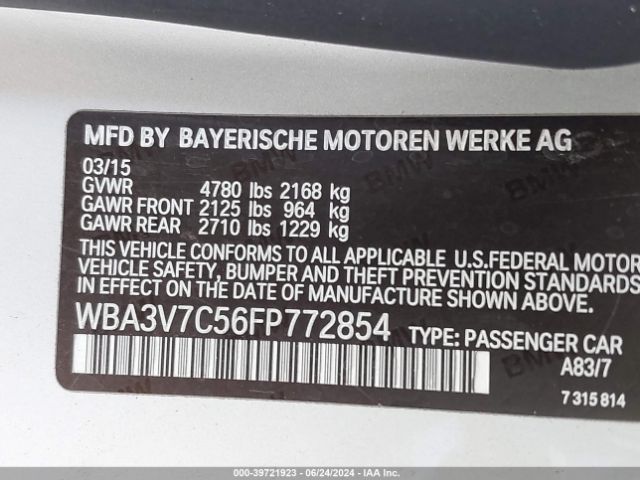 MFD BY BAYERISCHE MOTOREN WERKE AG
03/15
GVWR 4780 lbs 2168 kg
GAWR FRONT 2125 lbs 964 kg
GAWR REAR 2710 lbs 1229 kg
THIS VEHICLE CONFORMS TO ALL APPLICABLE U.S.FEDERAL MOTOR
VEHICLE SAFETY, BUMPER AND THEFT PREVENTION STANDARDS
IN EFFECT ON THE DATE OF MANUFACTURE SHOWN ABOVE.
WBA3V7C56FP772854 TYPE: PASSENGER CAR
A83/7
7 315 814
000-39721923 - 06/24/2024 - IAA Inc.